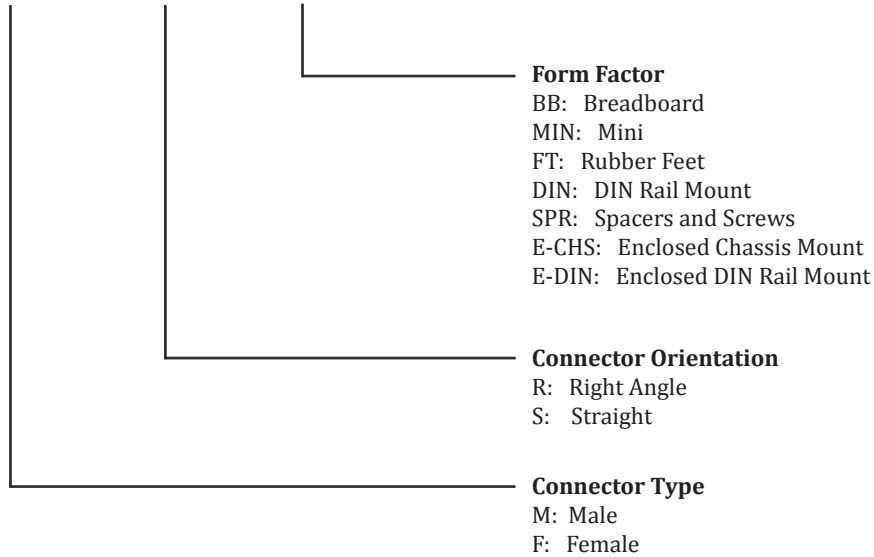 Form Factor
BB: Breadboard
MIN: Mini
FT: Rubber Feet
DIN: DIN Rail Mount
SPR: Spacers and Screws
E-CHS: Enclosed Chassis Mount
E-DIN: Enclosed DIN Rail Mount
Connector Orientation
R: Right Angle
S: Straight
Connector Type
M: Male
F: Female